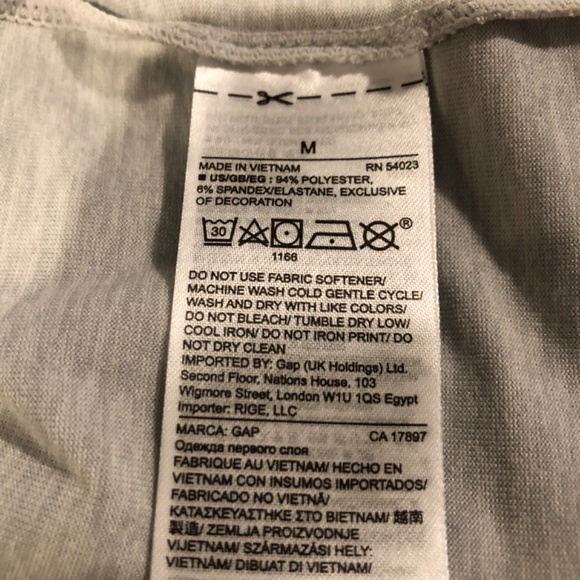 M
MADE IN VIETNAM RN 54023
■ US/GB/EG : 94% POLYESTER,
6% SPANDEX/ELASTANE, EXCLUSIVE
OF DECORATION
30 ®
1166
DO NOT USE FABRIC SOFTENER/
MACHINE WASH COLD GENTLE CYCLE/
WASH AND DRY WITH LIKE COLORS/
DO NOT BLEACH/ TUMBLE DRY LOW/
COOL IRON/ DO NOT IRON PRINT/ DO
NOT DRY CLEAN
IMPORTED BY: Gap (UK Holdings) Ltd.
Second Floor, Nations House, 103
Wigmore Street, London W1U 1QS Egypt
Importer: RIGE, LLC
MARCA: GAP CA 17897
Одежда первого слоя
FABRIQUE AU VIETNAM/ HECHO EN
VIETNAM CON INSUMOS IMPORTADOS/
FABRICADO NO VIETNÃ/
ΚΑΤΑΣΚΕΥΑΣΤΗΚΕ ΣΤΟ ΒΙΕΤΝΑΜ/ 越南
製造/ ZEMLJA PROIZVODNJE
VIJETNAM/ SZÁRMAZÁSI HELY:
VIETNÁM/ DIBUAT DI VIETNAM/